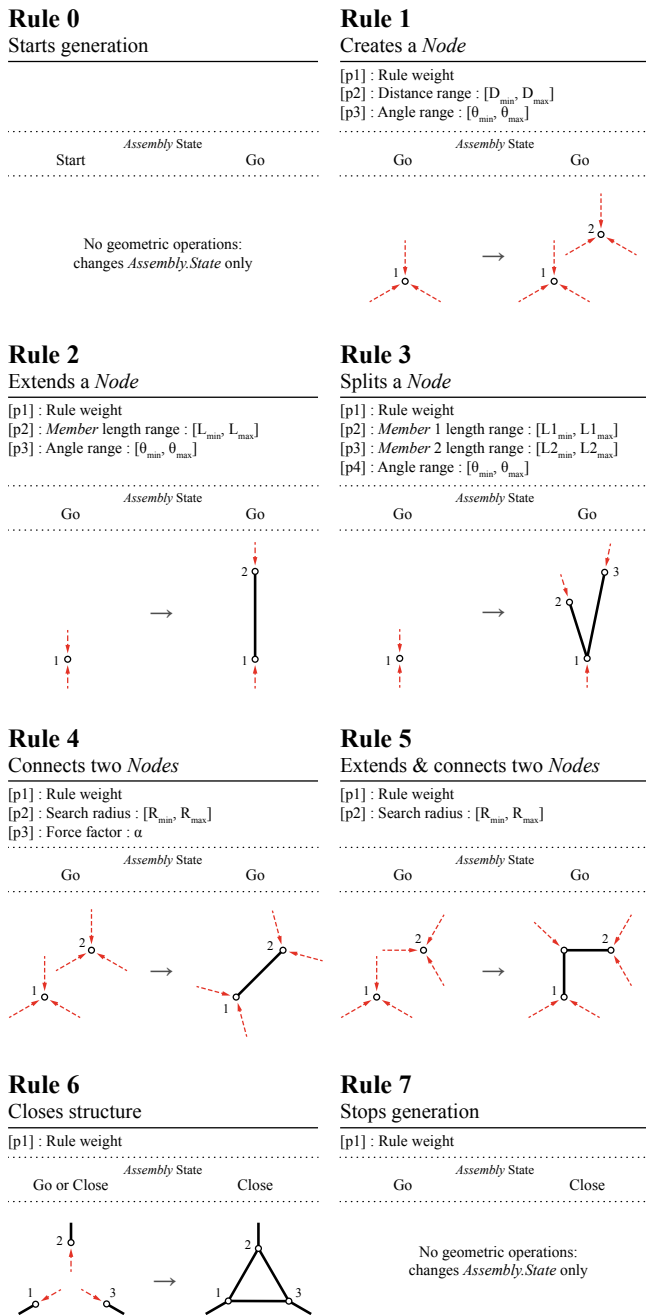 Rule 0
Starts generation
Assembly State
Start Go
No geometric operations:
changes Assembly.State only
Rule 1
Creates a Node
[p1] : Rule weight
[p2] : Distance range : [Dmin, Dmax]
[p3] : Angle range : [θmin, θmax]
Assembly State
Go Go
1 → 1 2
Rule 2
Extends a Node
[p1] : Rule weight
[p2] : Member length range : [Lmin, Lmax]
[p3] : Angle range : [θmin, θmax]
Assembly State
Go Go
1 → 2 1
Rule 3
Splits a Node
[p1] : Rule weight
[p2] : Member 1 length range : [L1min, L1max]
[p3] : Member 2 length range : [L2min, L2max]
[p4] : Angle range : [θmin, θmax]
Assembly State
Go Go
1 → 2 3 1
Rule 4
Connects two Nodes
[p1] : Rule weight
[p2] : Search radius : [Rmin, Rmax]
[p3] : Force factor : α
Assembly State
Go Go
2 1 → 2 1
Rule 5
Extends & connects two Nodes
[p1] : Rule weight
[p2] : Search radius : [Rmin, Rmax]
Assembly State
Go Go
2 1 → 2 1
Rule 6
Closes structure
[p1] : Rule weight
Assembly State
Go or Close Close
2 1 3 → 2 1 3
Rule 7
Stops generation
[p1] : Rule weight
Assembly State
Go Close
No geometric operations:
changes Assembly.State only